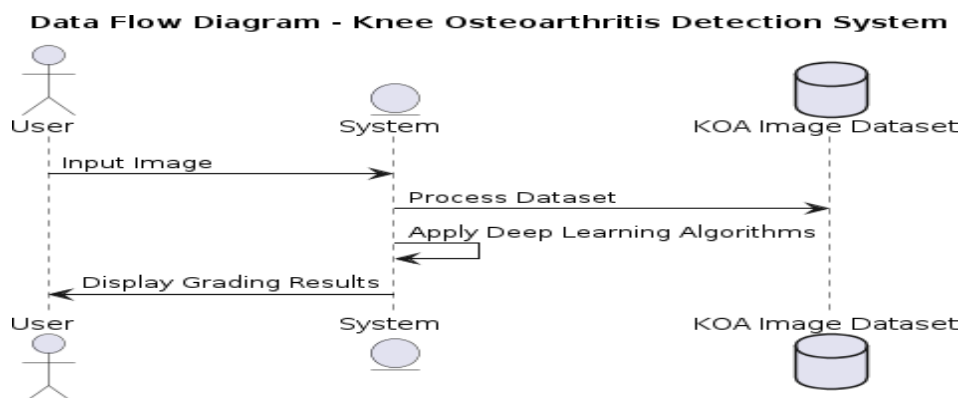 Data Flow Diagram - Knee Osteoarthritis Detection System
User
System
KOA Image Dataset
Input Image
Process Dataset
Apply Deep Learning Algorithms
Display Grading Results
User
System
KOA Image Dataset